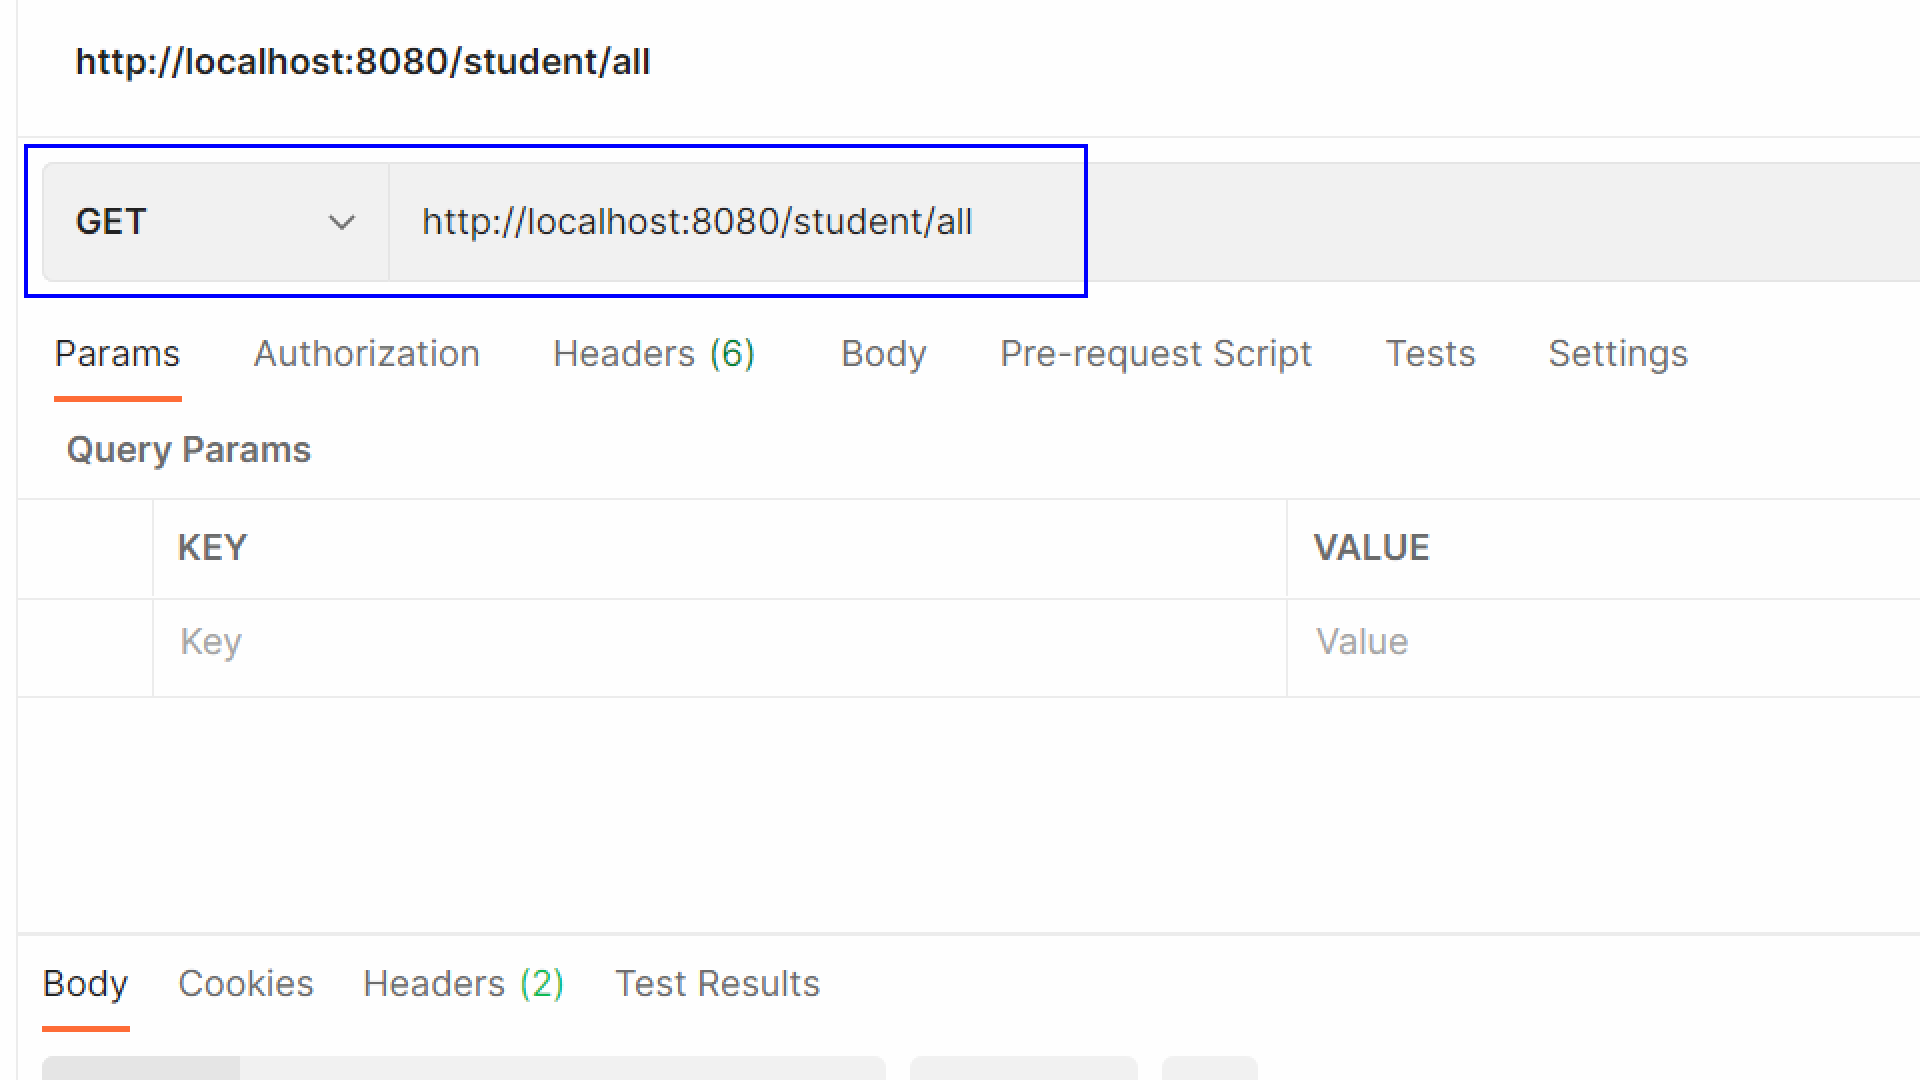 http://localhost:8080/student/all
GET http://localhost:8080/student/all
Params Authorization Headers (6) Body Pre-request Script Tests Settings
Query Params
KEY VALUE
Key Value
Body Cookies Headers (2) Test Results